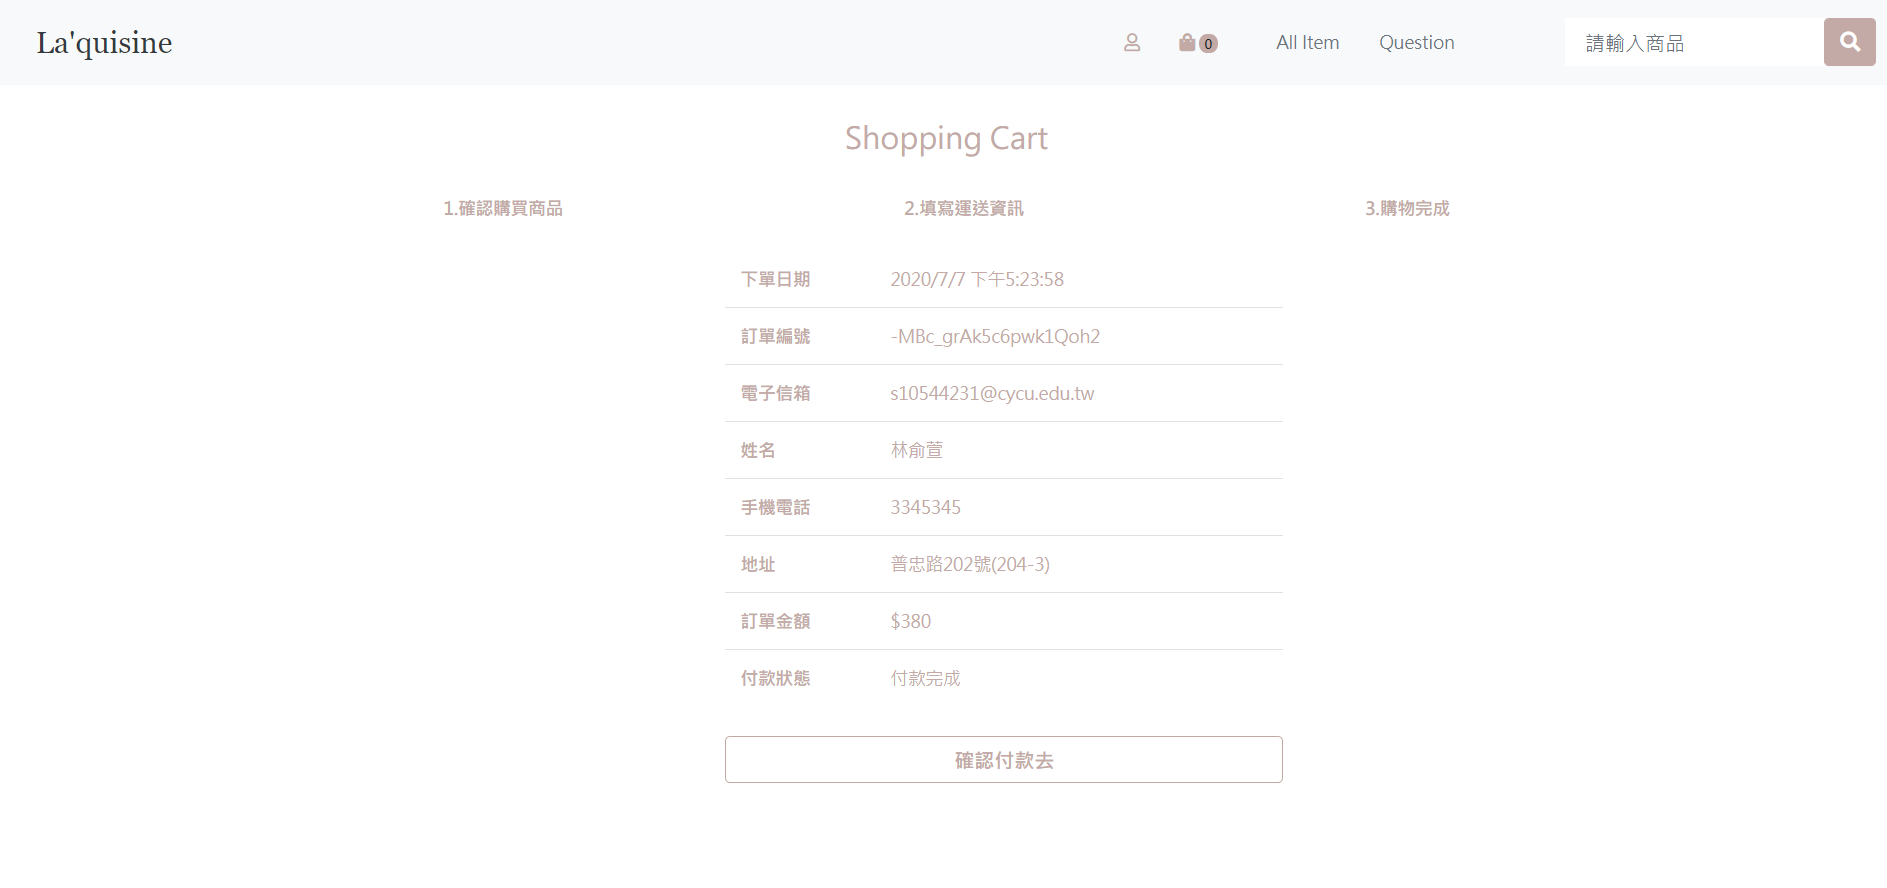 La'quisine
0
All Item
Question
請輸入商品
Shopping Cart
1.確認購買商品
2.填寫運送資訊
3.購物完成
下單日期 2020/7/7 下午5:23:58
訂單編號 -MBc_grAk5c6pwk1Qoh2
電子信箱 s10544231@cycu.edu.tw
姓名 林俞萱
手機電話 3345345
地址 普忠路202號(204-3)
訂單金額 $380
付款狀態 付款完成
確認付款去